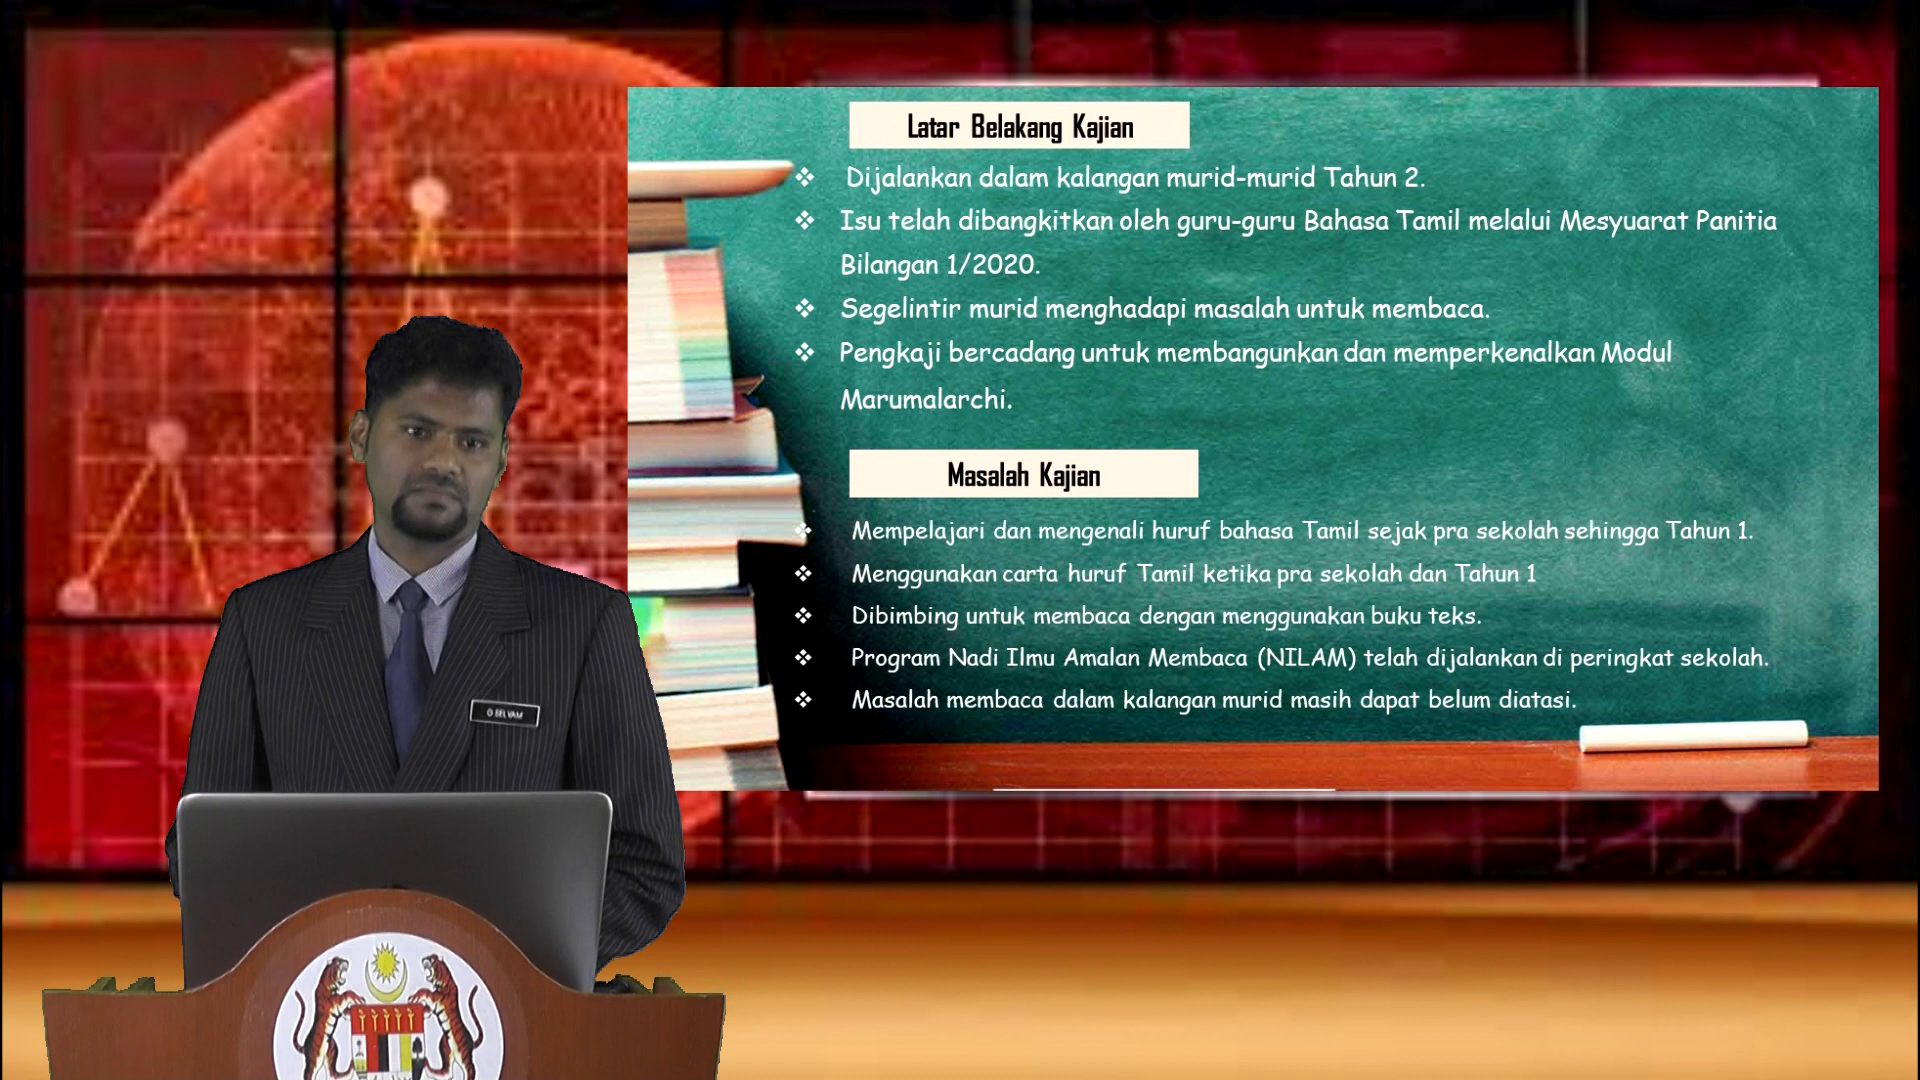 Latar Belakang Kajian
Dijalankan dalam kalangan murid-murid Tahun 2.
Isu telah dibangkitkan oleh guru-guru Bahasa Tamil melalui Mesyuarat Panitia
Bilangan 1/2020.
Segelintir murid menghadapi masalah untuk membaca.
Pengkaji bercadang untuk membangunkan dan memperkenalkan Modul
Marumalarchi.
Masalah Kajian
Mempelajari dan mengenali huruf bahasa Tamil sejak pra sekolah sehingga Tahun 1.
Menggunakan carta huruf Tamil ketika pra sekolah dan Tahun 1
Dibimbing untuk membaca dengan menggunakan buku teks.
Program Nadi Ilmu Amalan Membaca (NILAM) telah dijalankan di peringkat sekolah.
Masalah membaca dalam kalangan murid masih dapat belum diatasi.
G SELVAM